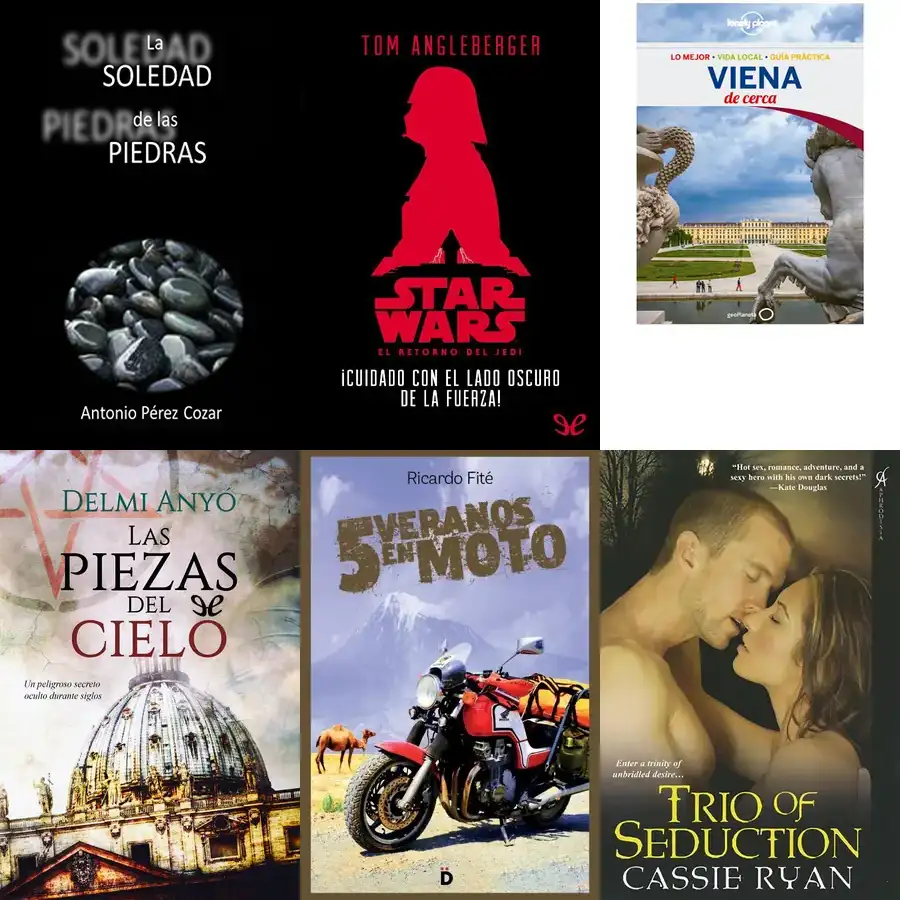 SOLEDAD
La
SOLEDAD
PIEDRAS
de las
PIEDRAS
Antonio Pérez Cozar
TOM ANGLEBERGER
STAR
WARS
EL RETORNO DEL JEDI
¡CUIDADO CON EL LADO OSCURO
DE LA FUERZA!
lonely planet
LO MEJOR • VIDA LOCAL • GUÍA PRÁCTICA
VIENA
de cerca
geoPlaneta
DELMI ANYÓ
LAS
PIEZAS
DEL
CIELO
Un peligroso secreto
oculto durante siglos
Ricardo Fité
5 VERANOS
EN MOTO
D
"Hot sex, romance, adventure, and a
sexy hero with his own dark secrets!"
—Kate Douglas
APHRODISIA
Enter a trinity of
unbridled desire...
TRIO OF
SEDUCTION
CASSIE RYAN